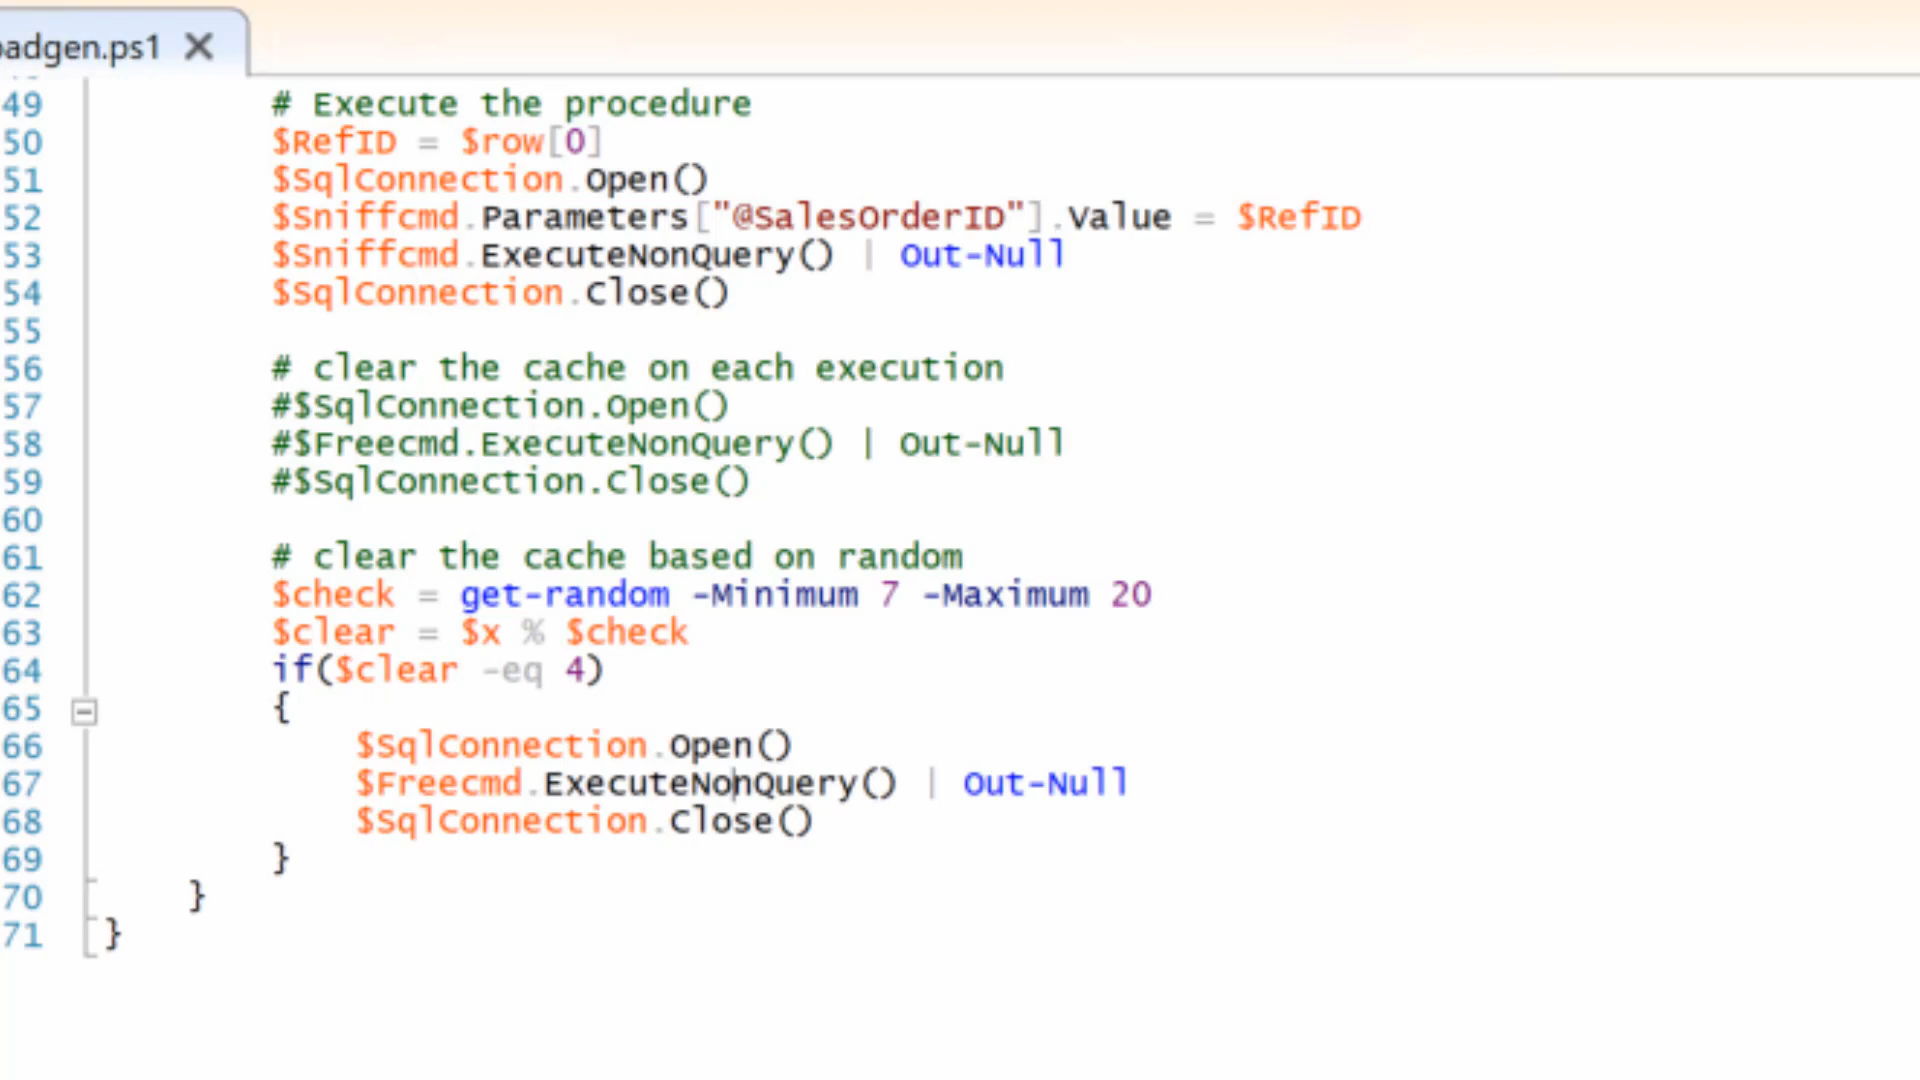 adgen.ps1
49 # Execute the procedure
50 $RefID = $row[0]
51 $SqlConnection.Open()
52 $Sniffcmd.Parameters["@SalesOrderID"].Value = $RefID
53 $Sniffcmd.ExecuteNonQuery() | Out-Null
54 $SqlConnection.Close()
55
56 # clear the cache on each execution
57 #$SqlConnection.Open()
58 #$Freecmd.ExecuteNonQuery() | Out-Null
59 #$SqlConnection.Close()
60
61 # clear the cache based on random
62 $check = get-random -Minimum 7 -Maximum 20
63 $clear = $x % $check
64 if($clear -eq 4)
65 {
66 $SqlConnection.Open()
67 $Freecmd.ExecuteNonQuery() | Out-Null
68 $SqlConnection.Close()
69 }
70 }
71 }